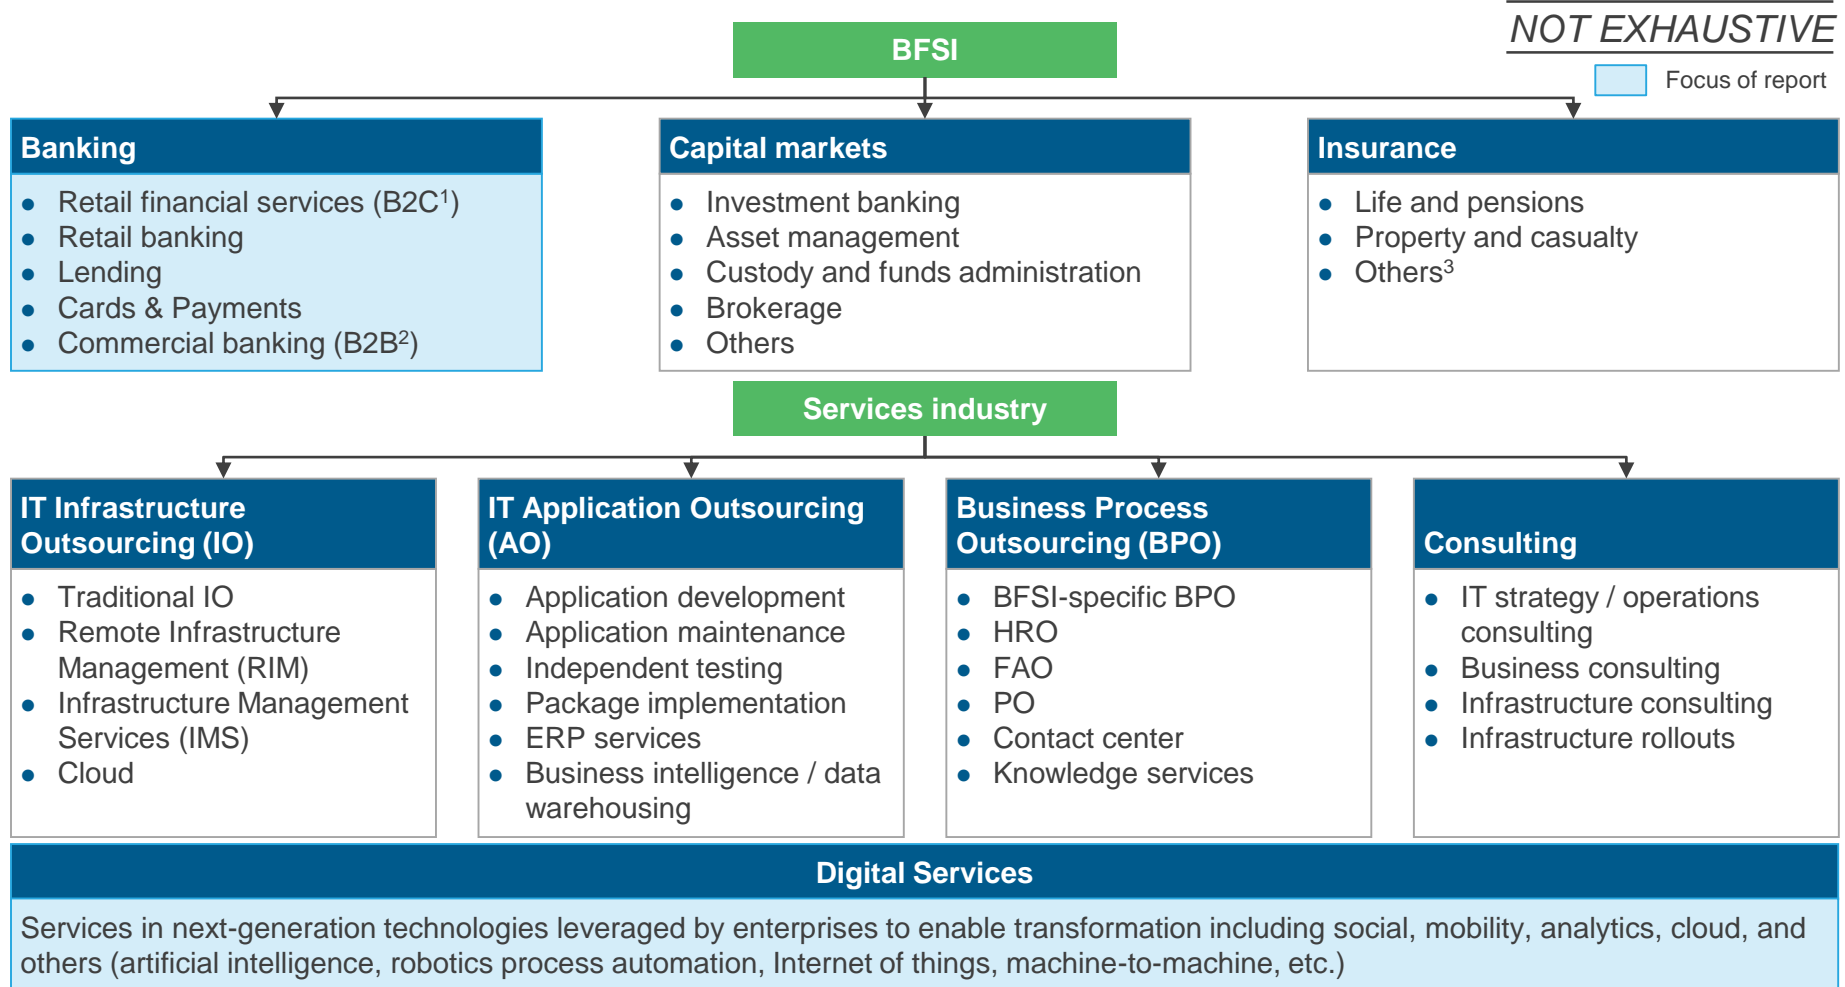 NOT EXHAUSTIVE
Focus of report
BFSI
Banking
● Retail financial services (B2C¹)
● Retail banking
● Lending
● Cards & Payments
● Commercial banking (B2B²)
Capital markets
● Investment banking
● Asset management
● Custody and funds administration
● Brokerage
● Others
Insurance
● Life and pensions
● Property and casualty
● Others³
Services industry
IT Infrastructure
Outsourcing (IO)
● Traditional IO
● Remote Infrastructure
Management (RIM)
● Infrastructure Management
Services (IMS)
● Cloud
IT Application Outsourcing
(AO)
● Application development
● Application maintenance
● Independent testing
● Package implementation
● ERP services
● Business intelligence / data
warehousing
Business Process
Outsourcing (BPO)
● BFSI-specific BPO
● HRO
● FAO
● PO
● Contact center
● Knowledge services
Consulting
● IT strategy / operations
consulting
● Business consulting
● Infrastructure consulting
● Infrastructure rollouts
Digital Services
Services in next-generation technologies leveraged by enterprises to enable transformation including social, mobility, analytics, cloud, and
others (artificial intelligence, robotics process automation, Internet of things, machine-to-machine, etc.)